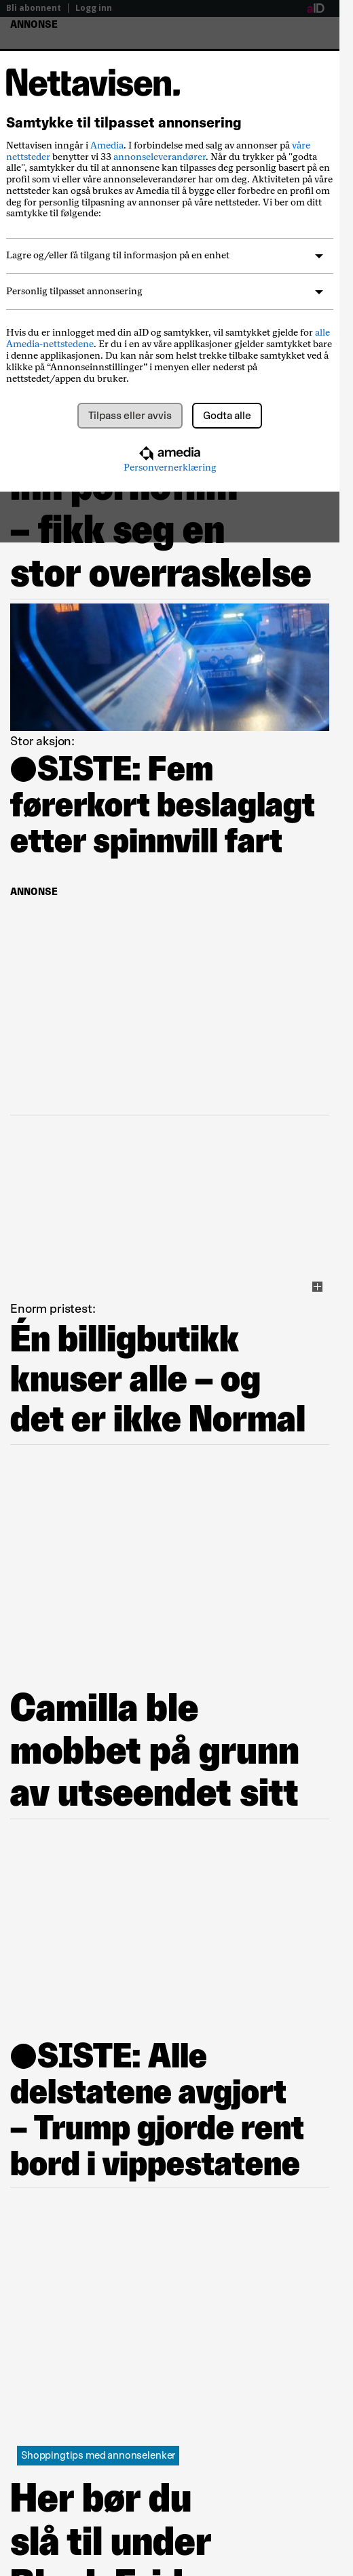 Bli abonnent | Logg inn
aID
ANNONSE
Nettavisen.
Samtykke til tilpasset annonsering
Nettavisen inngår i Amedia. I forbindelse med salg av annonser på våre
nettsteder benytter vi 33 annonseleverandører. Når du trykker på "godta
alle", samtykker du til at annonsene kan tilpasses deg personlig basert på en
profil som vi eller våre annonseleverandører har om deg. Aktiviteten på våre
nettsteder kan også brukes av Amedia til å bygge eller forbedre en profil om
deg for personlig tilpasning av annonser på våre nettsteder. Vi ber om ditt
samtykke til følgende:
Lagre og/eller få tilgang til informasjon på en enhet
Personlig tilpasset annonsering
Hvis du er innlogget med din aID og samtykker, vil samtykket gjelde for alle
Amedia-nettstedene. Er du i en av våre applikasjoner gjelder samtykket bare
i denne applikasjonen. Du kan når som helst trekke tilbake samtykket ved å
klikke på “Annonseinnstillinger” i menyen eller nederst på
nettstedet/appen du bruker.
Tilpass eller avvis
Godta alle
amedia
Personvernerklæring
– fikk seg en
stor overraskelse
Stor aksjon:
●SISTE: Fem
førerkort beslaglagt
etter spinnvill fart
ANNONSE
Enorm pristest:
Én billigbutikk
knuser alle – og
det er ikke Normal
Camilla ble
mobbet på grunn
av utseendet sitt
●SISTE: Alle
delstatene avgjort
– Trump gjorde rent
bord i vippestatene
Shoppingtips med annonselenker
Her bør du
slå til under